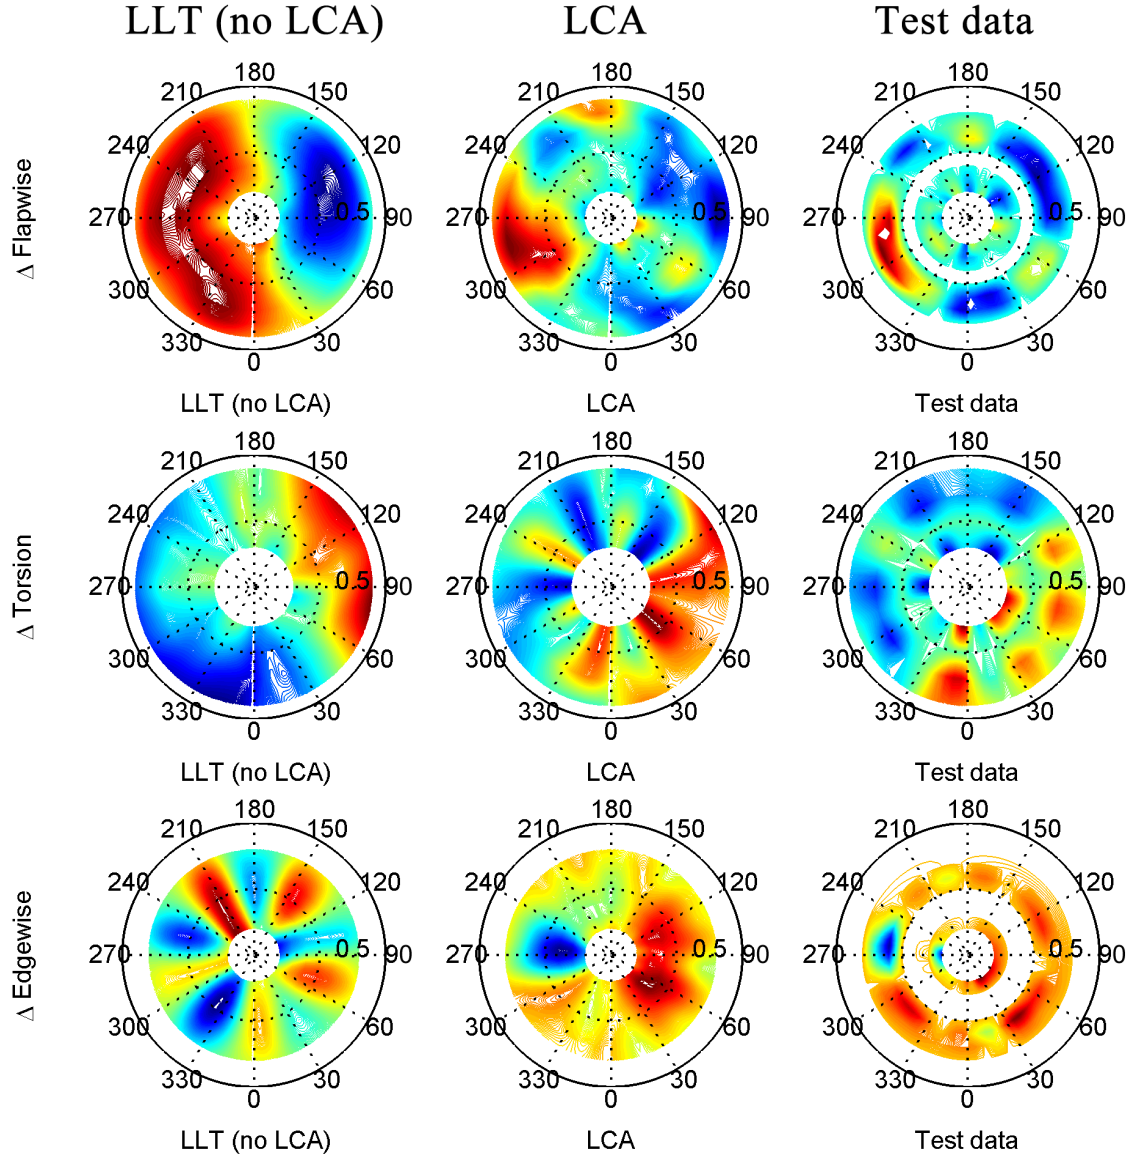 LLT (no LCA) LCA Test data
180 180 180
210 150 210 150 210 150
240 120 240 120 240 120
Δ Flapwise
270 0.5 90 270 0.5 90 270 0.5 90
300 60 300 60 300 60
330 30 330 30 330 30
0 0 0
LLT (no LCA) LCA Test data
180 180 180
210 150 210 150 210 150
240 120 240 120 240 120
Δ Torsion
270 0.5 90 270 0.5 90 270 0.5 90
300 60 300 60 300 60
330 30 330 30 330 30
0 0 0
LLT (no LCA) LCA Test data
180 180 180
210 150 210 150 210 150
240 120 240 120 240 120
Δ Edgewise
270 0.5 90 270 0.5 90 270 0.5 90
300 60 300 60 300 60
330 30 330 30 330 30
0 0 0
LLT (no LCA) LCA Test data